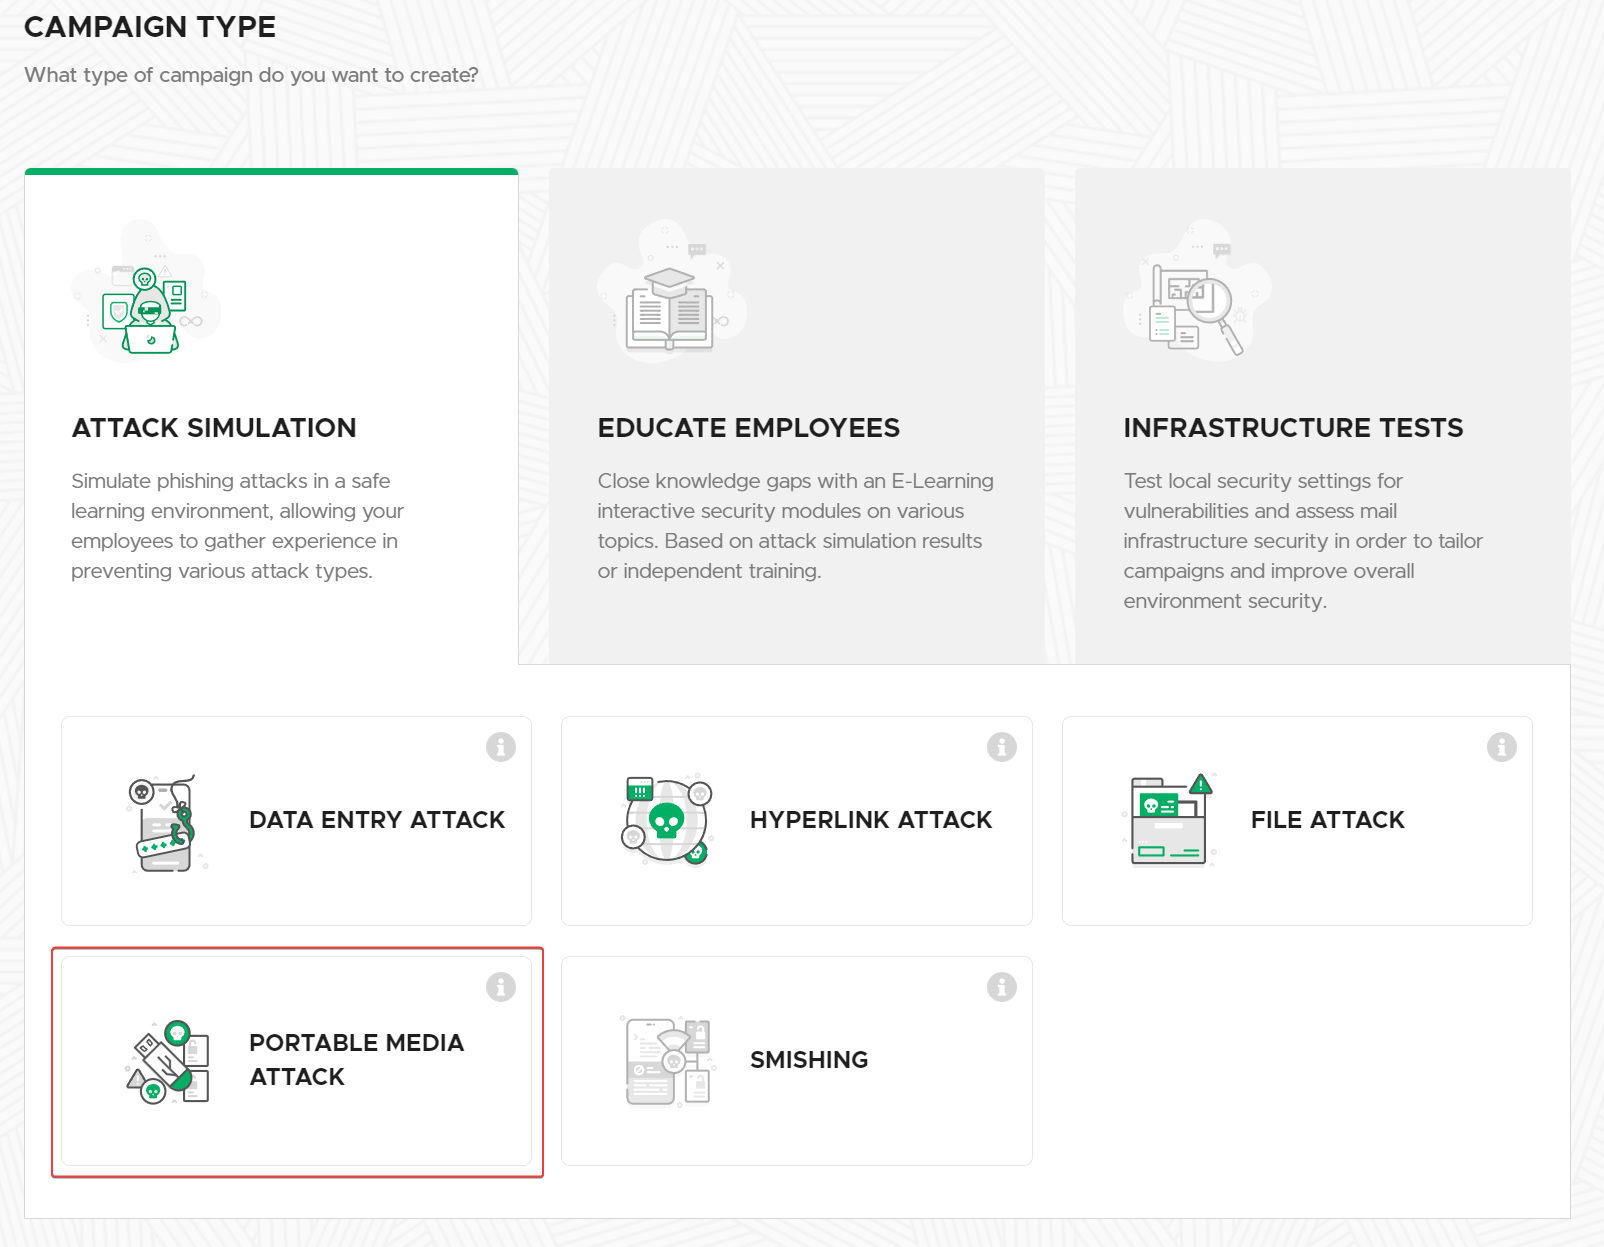 CAMPAIGN TYPE
What type of campaign do you want to create?
ATTACK SIMULATION
Simulate phishing attacks in a safe
learning environment, allowing your
employees to gather experience in
preventing various attack types.
EDUCATE EMPLOYEES
Close knowledge gaps with an E-Learning
interactive security modules on various
topics. Based on attack simulation results
or independent training.
INFRASTRUCTURE TESTS
Test local security settings for
vulnerabilities and assess mail
infrastructure security in order to tailor
campaigns and improve overall
environment security.
DATA ENTRY ATTACK
HYPERLINK ATTACK
FILE ATTACK
PORTABLE MEDIA
ATTACK
SMISHING